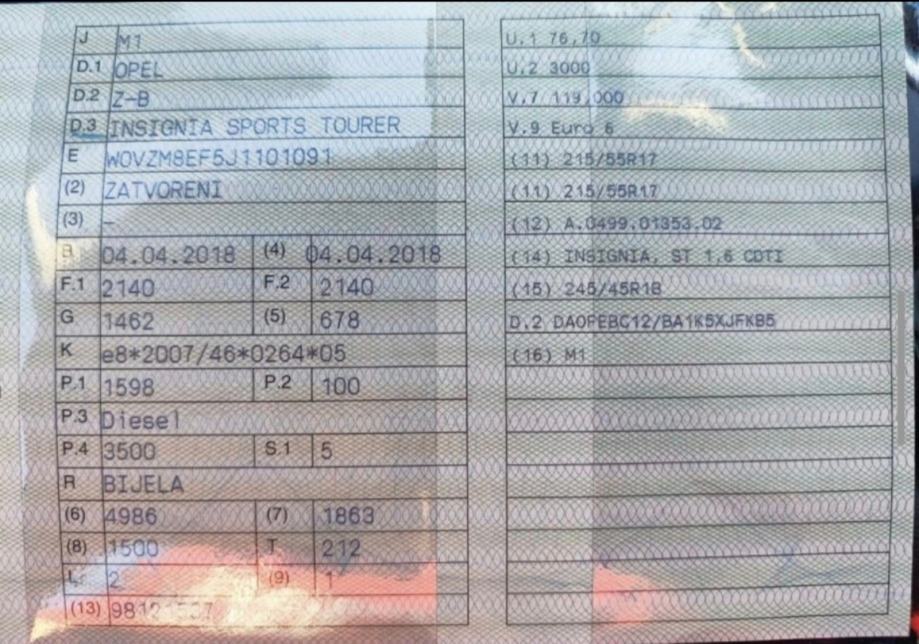 J M1
D.1 OPEL
D.2 Z-B
D.3 INSIGNIA SPORTS TOURER
E W0VZM8EF5J1101091
(2) ZATVORENI
(3) -
B 04.04.2018 (4) 04.04.2018
F.1 2140 F.2 2140
G 1462 (5) 678
K e8*2007/46*0264*05
P.1 1598 P.2 100
P.3 Diesel
P.4 3500 S.1 5
R BIJELA
(6) 4986 (7) 1863
(8) 1500 T 212
L 2 (9) 1
(13)
U.1 76,70
U.2 3000
V.7 119,000
V.9 Euro 6
(11) 215/55R17
(11) 215/55R17
(12) A.0499.01353.02
(14) INSIGNIA, ST 1.6 CDTI
(15) 245/45R18
D.2 DA0FEBC12/BA1K5XJFKB5
(16) M1